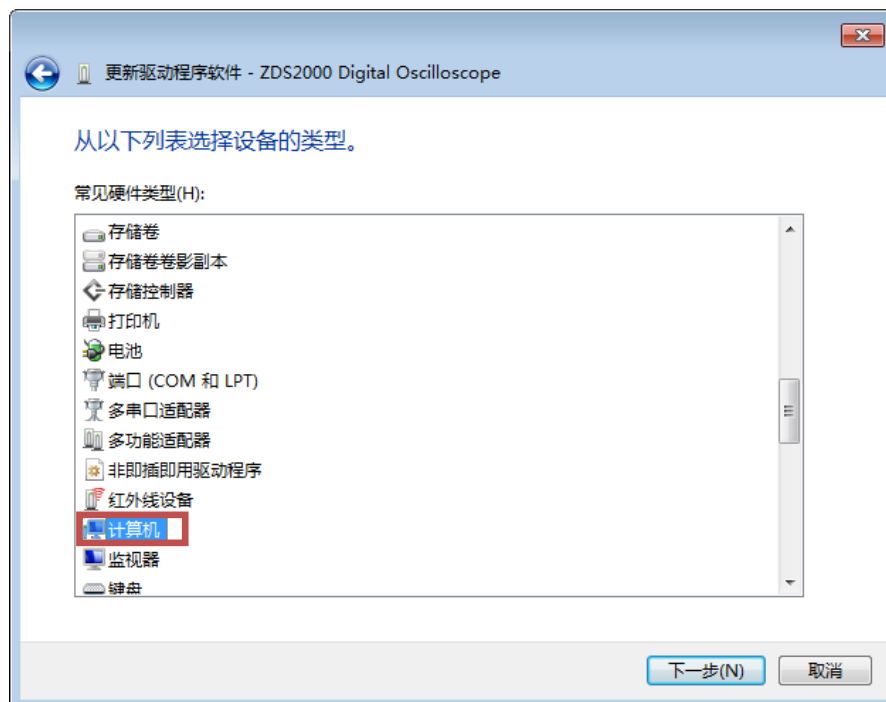 更新驱动程序软件 - ZDS2000 Digital Oscilloscope
从以下列表选择设备的类型。
常见硬件类型(H):
存储卷
存储卷卷影副本
存储控制器
打印机
电池
端口 (COM 和 LPT)
多串口适配器
多功能适配器
非即插即用驱动程序
红外线设备
计算机
监视器
键盘
下一步(N)
取消